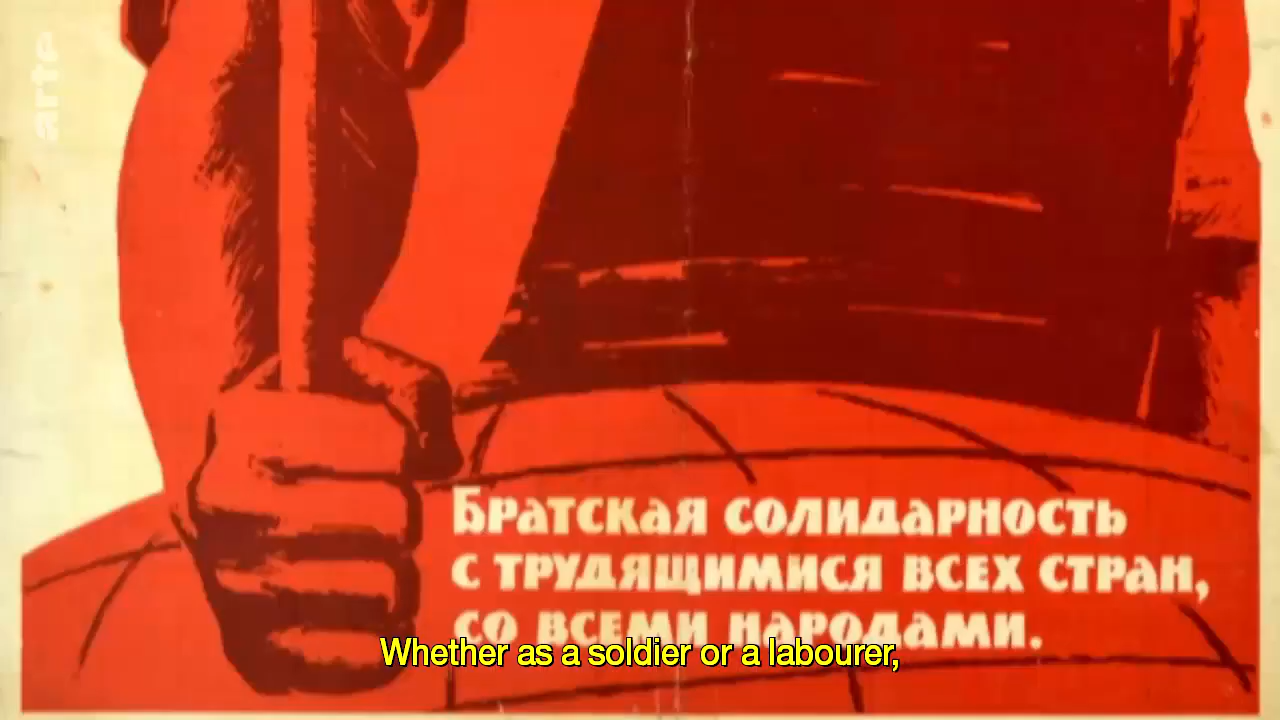 arte
Братская солидарность
с трудящимися всех стран,
со всеми народами.
Whether as a soldier or a labourer,